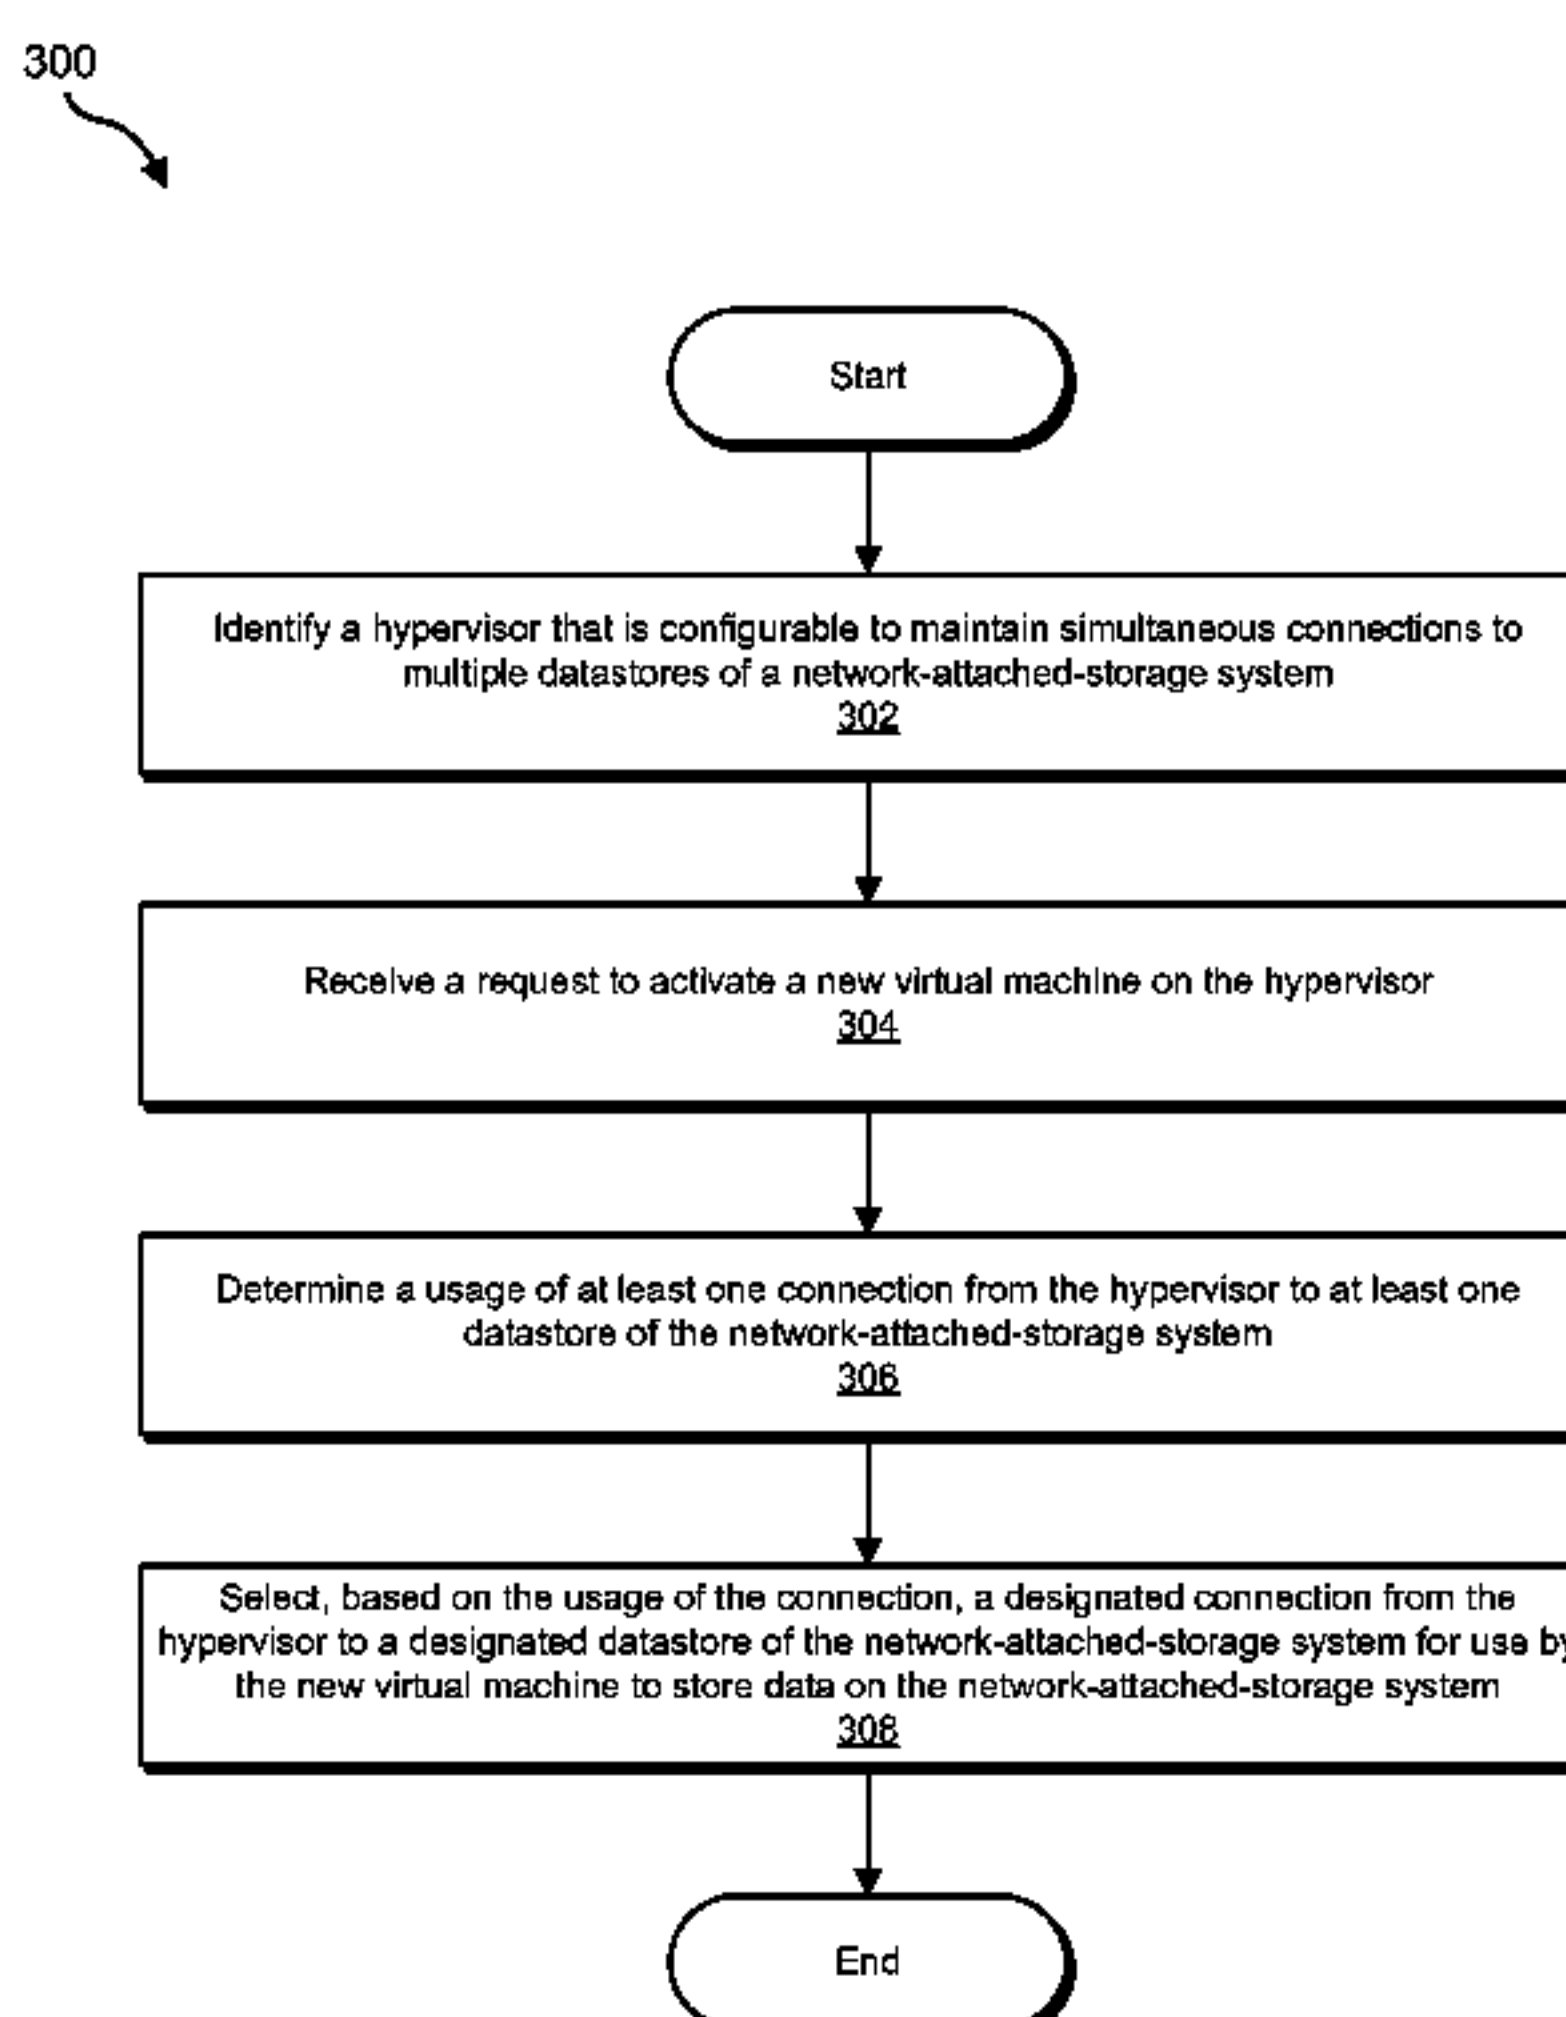 300
Start
Identify a hypervisor that is configurable to maintain simultaneous connections to
multiple datastores of a network-attached-storage system
302
Receive a request to activate a new virtual machine on the hypervisor
304
Determine a usage of at least one connection from the hypervisor to at least one
datastore of the network-attached-storage system
306
Select, based on the usage of the connection, a designated connection from the
hypervisor to a designated datastore of the network-attached-storage system for use by
the new virtual machine to store data on the network-attached-storage system
308
End